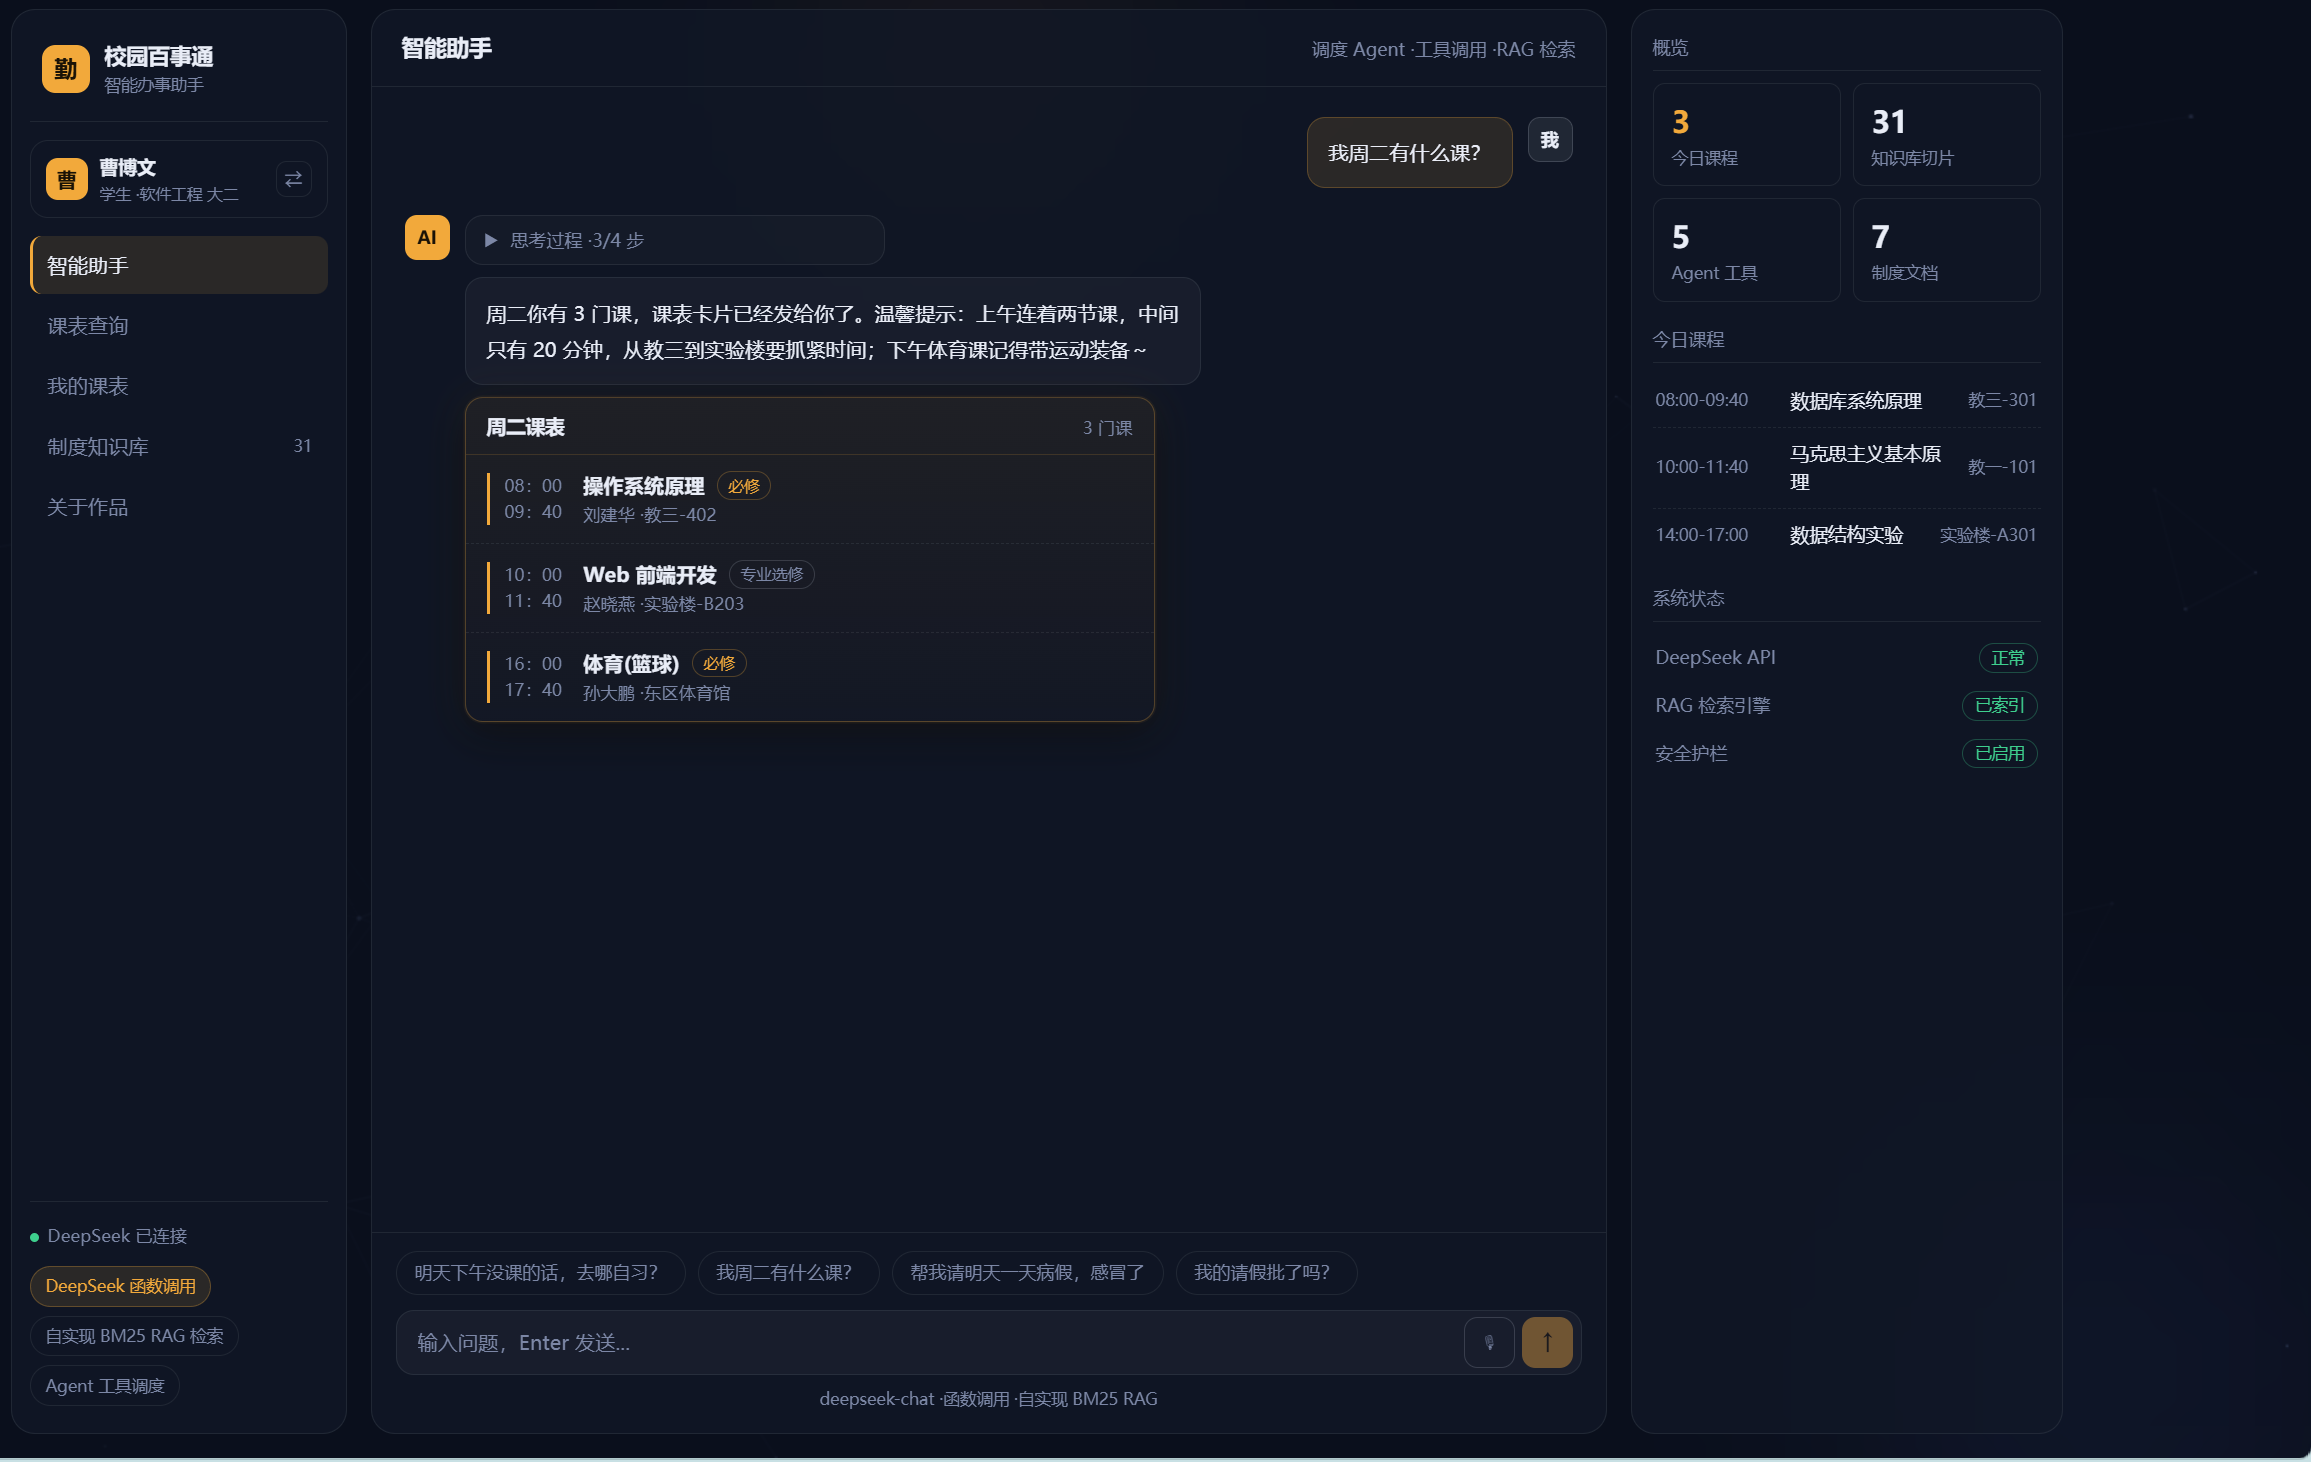 勤
校园百事通
智能办事助手
曹
曹博文
学生 ·软件工程 大二
智能助手
课表查询
我的课表
制度知识库 31
关于作品
DeepSeek 已连接
DeepSeek 函数调用
自实现 BM25 RAG 检索
Agent 工具调度
智能助手
调度 Agent ·工具调用 ·RAG 检索
我周二有什么课？
我
AI
思考过程 ·3/4 步
周二你有 3 门课，课表卡片已经发给你了。温馨提示：上午连着两节课，中间
只有 20 分钟，从教三到实验楼要抓紧时间；下午体育课记得带运动装备～
周二课表 3 门课
08：00 操作系统原理 必修
09：40 刘建华 ·教三-402
10：00 Web 前端开发 专业选修
11：40 赵晓燕 ·实验楼-B203
16：00 体育(篮球) 必修
17：40 孙大鹏 ·东区体育馆
明天下午没课的话，去哪自习？ 我周二有什么课？ 帮我请明天一天病假，感冒了 我的请假批了吗？
输入问题，Enter 发送...
deepseek-chat ·函数调用 ·自实现 BM25 RAG
概览
3
今日课程
31
知识库切片
5
Agent 工具
7
制度文档
今日课程
08:00-09:40 数据库系统原理 教三-301
10:00-11:40 马克思主义基本原
理 教一-101
14:00-17:00 数据结构实验 实验楼-A301
系统状态
DeepSeek API 正常
RAG 检索引擎 已索引
安全护栏 已启用